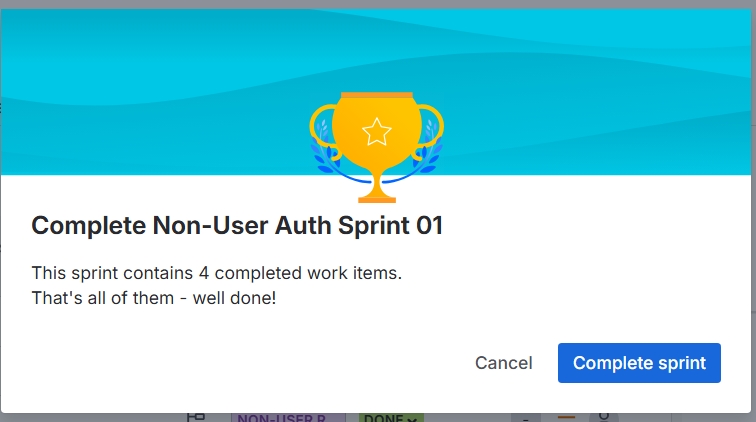 Complete Non-User Auth Sprint 01
This sprint contains 4 completed work items.
That's all of them - well done!
Cancel
Complete sprint
NON-USER R
DONE